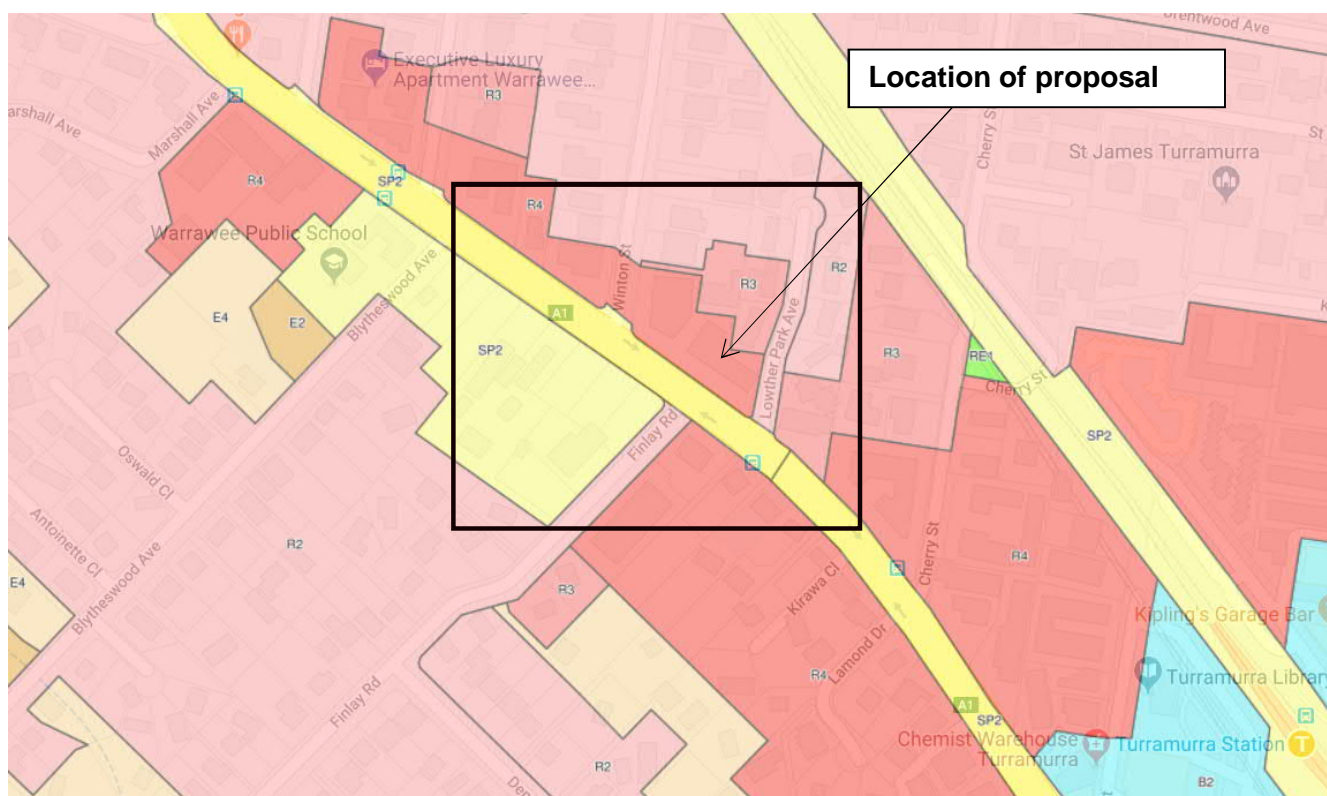 Brentwood Ave
Executive Luxury
Apartment Warrawee...
R3
Location of proposal
arshall Ave
Marshall Ave
Cherry St
St
St James Turramurra
R4
SP2
R4
Warrawee Public School
Blytheswood Ave
Winton St
R3
R2
E4
E2
A1
SP2
Lowther Park Ave
R3
RE1
Cherry St
Finlay Rd
SP2
Oswald Cl
Antoinette Cl
R2
Blytheswood Ave
E4
R3
Kirawa Cl
Cherry St
R4
Kipling's Garage Bar
Lamond Dr
R4
Turramurra Library
Finlay Rd
A1
SP2
Chemist Warehouse
Turramurra
Turramurra Station
T
R2
B2